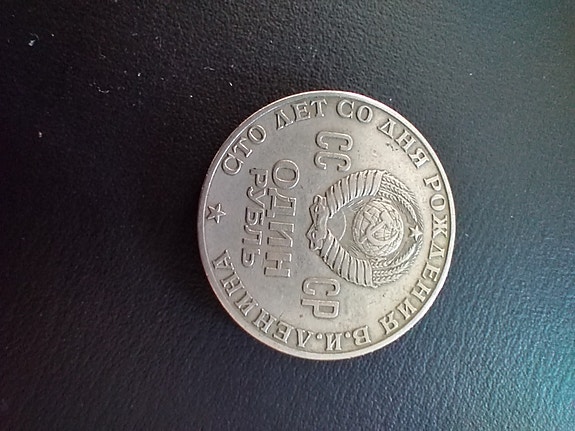 СТО ЛЕТ СО ДНЯ РОЖДЕНИЯ В.И.ЛЕНИНА
СС СР
ОДИН
РУБЛЬ